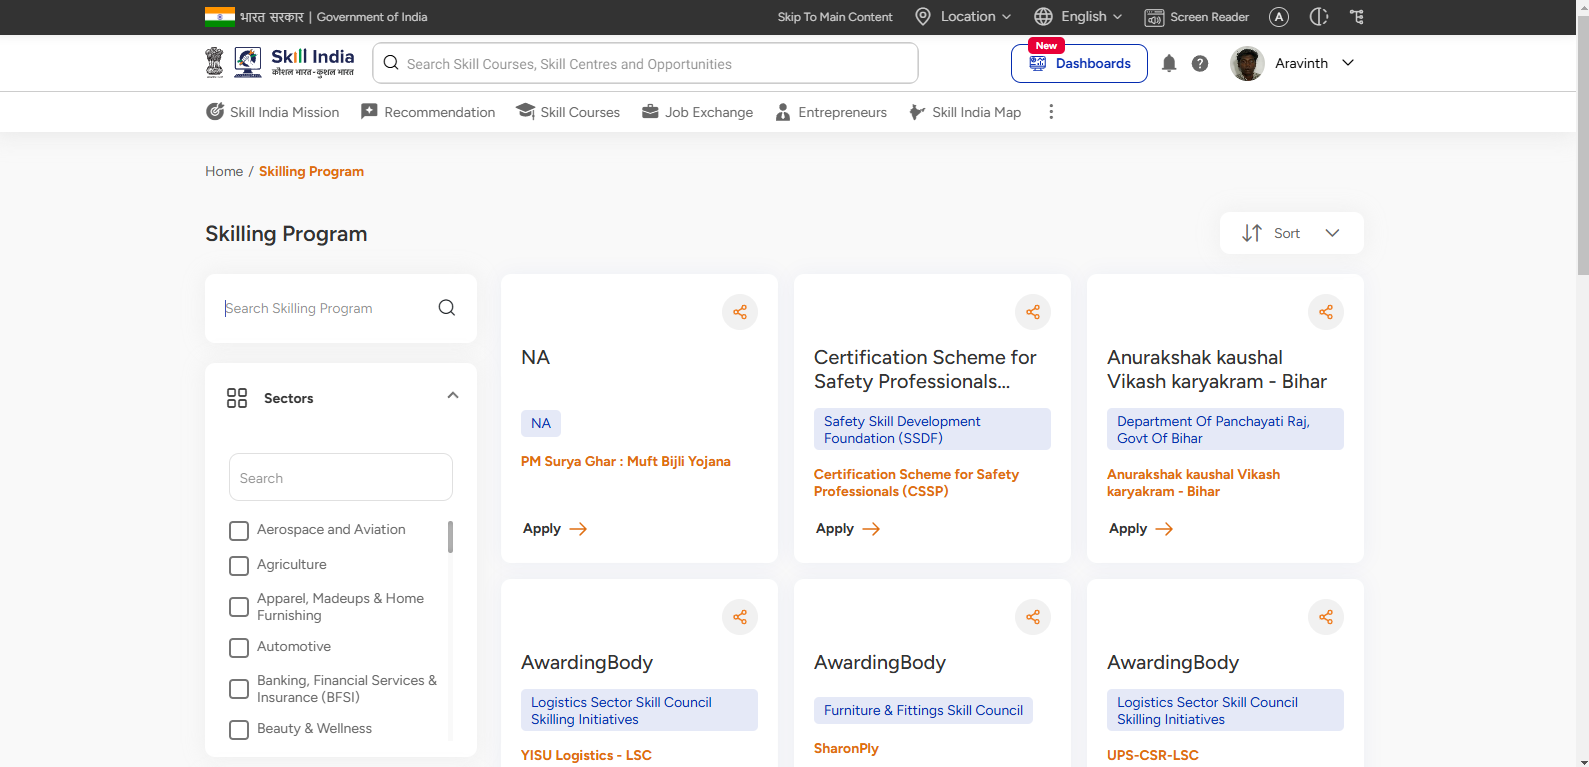 भारत सरकार | Government of India
Skip To Main Content
Location
English
Screen Reader
A
Skill India
कौशल भारत-कुशल भारत
Search Skill Courses, Skill Centres and Opportunities
New
Dashboards
?
Aravinth
Skill India Mission
Recommendation
Skill Courses
Job Exchange
Entrepreneurs
Skill India Map
Home / Skilling Program
Skilling Program
Sort
Search Skilling Program
Sectors
Search
Aerospace and Aviation
Agriculture
Apparel, Madeups & Home
Furnishing
Automotive
Banking, Financial Services &
Insurance (BFSI)
Beauty & Wellness
NA
NA
PM Surya Ghar : Muft Bijli Yojana
Apply
Certification Scheme for
Safety Professionals...
Safety Skill Development
Foundation (SSDF)
Certification Scheme for Safety
Professionals (CSSP)
Apply
Anurakshak kaushal
Vikash karyakram - Bihar
Department Of Panchayati Raj,
Govt Of Bihar
Anurakshak kaushal Vikash
karyakram - Bihar
Apply
AwardingBody
Logistics Sector Skill Council
Skilling Initiatives
YISU Logistics - LSC
AwardingBody
Furniture & Fittings Skill Council
SharonPly
AwardingBody
Logistics Sector Skill Council
Skilling Initiatives
UPS-CSR-LSC